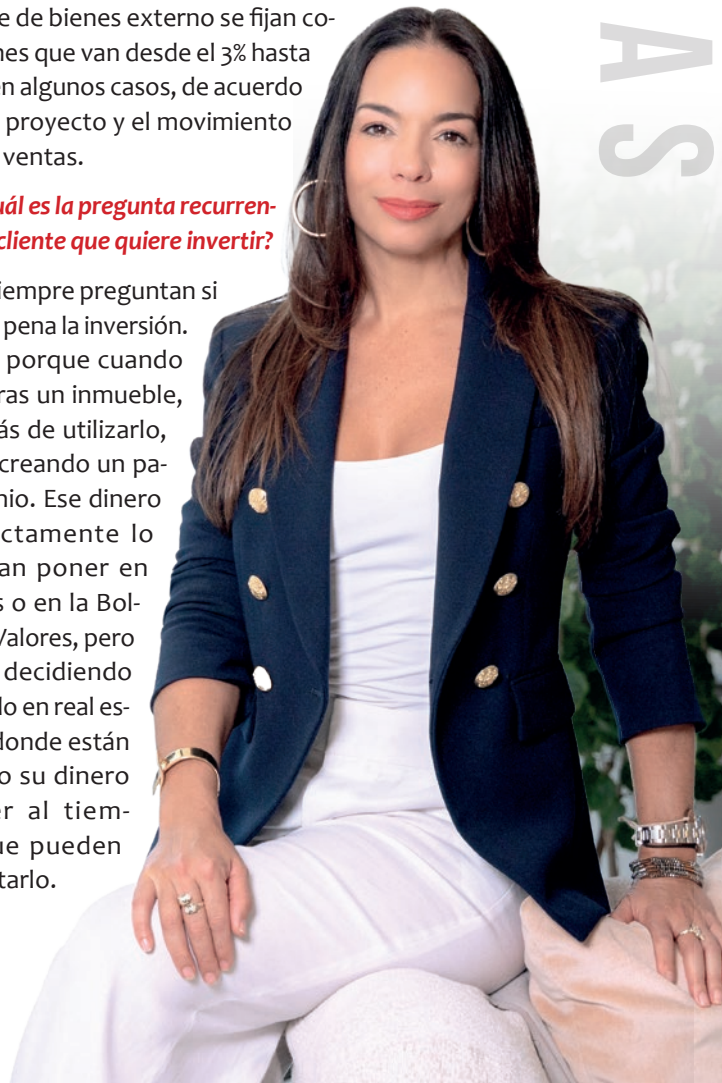 e de bienes externo se fijan co-
nes que van desde el 3% hasta
en algunos casos, de acuerdo
proyecto y el movimiento
ventas.
uál es la pregunta recurren-
cliente que quiere invertir?
iempre preguntan si
pena la inversión.
porque cuando
ras un inmueble,
ás de utilizarlo,
creando un pa-
nio. Ese dinero
ctamente lo
an poner en
s o en la Bol-
Valores, pero
decidiendo
lo en real es-
donde están
o su dinero
er al tiem-
ue pueden
tarlo.
A S